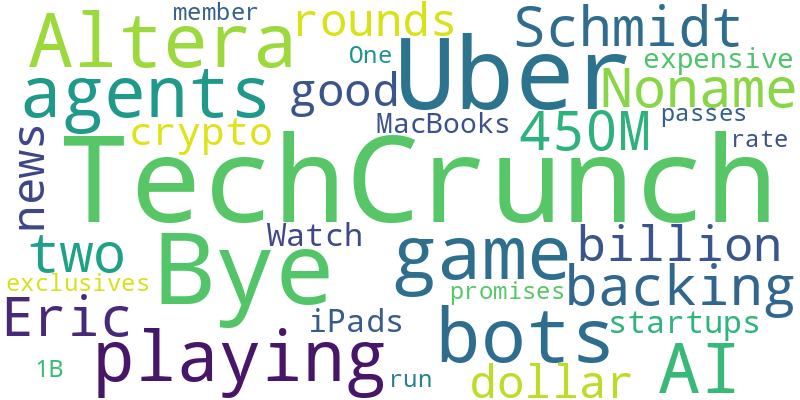 member
Altera
rounds
One
Uber
Schmidt
expensive
agents
good
Noname
news
crypto
MacBooks
450M
passes
rate
TechCrunch
two
Bye
Watch
game
billion
exclusives
promises
backing
Eric
iPads
bots
startups
1B
playing
run
dollar
AI